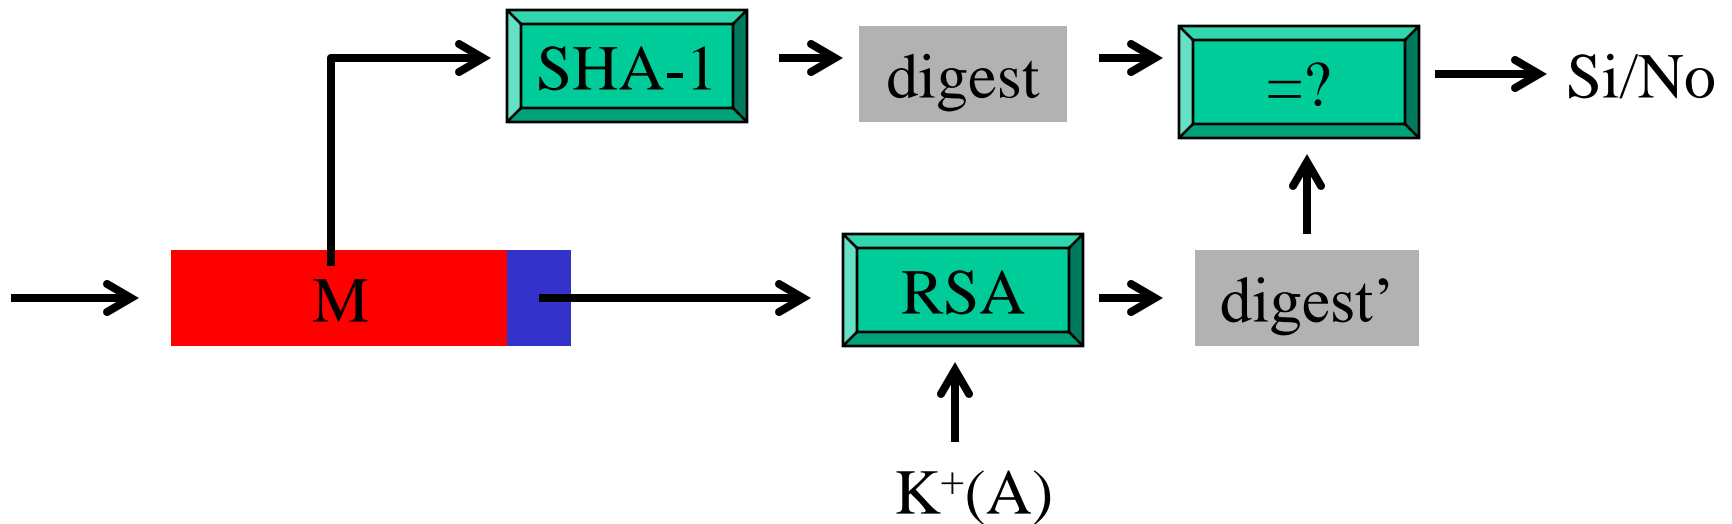 SHA-1
digest
=?
Si/No
M
RSA
digest’
K⁺(A)